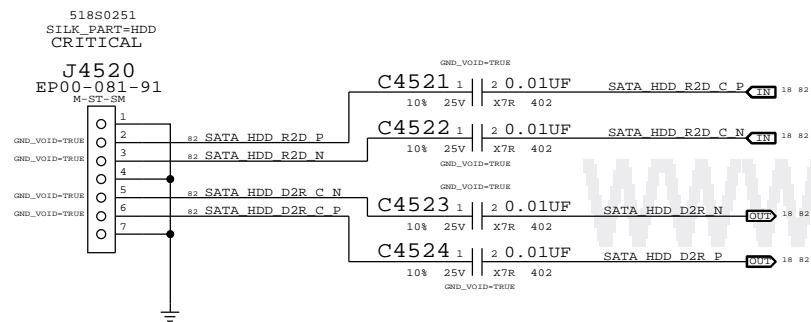 518S0251
SILK_PART=HDD
CRITICAL
J4520
EP00-081-91
M-ST-SM
1
GND_VOID=TRUE 2 82 SATA_HDD_R2D_P
GND_VOID=TRUE 3 82 SATA_HDD_R2D_N
4
GND_VOID=TRUE 5 82 SATA_HDD_D2R_C_N
GND_VOID=TRUE 6 82 SATA_HDD_D2R_C_P
7
GND_VOID=TRUE
C4521 1 2 0.01UF SATA_HDD_R2D_C_P IN 18 82
10% 25V X7R 402
C4522 1 2 0.01UF SATA_HDD_R2D_C_N IN 18 82
10% 25V X7R 402
GND_VOID=TRUE
GND_VOID=TRUE
C4523 1 2 0.01UF SATA_HDD_D2R_N OUT 18 82
10% 25V X7R 402
C4524 1 2 0.01UF SATA_HDD_D2R_P OUT 18 82
10% 25V X7R 402
GND_VOID=TRUE
www